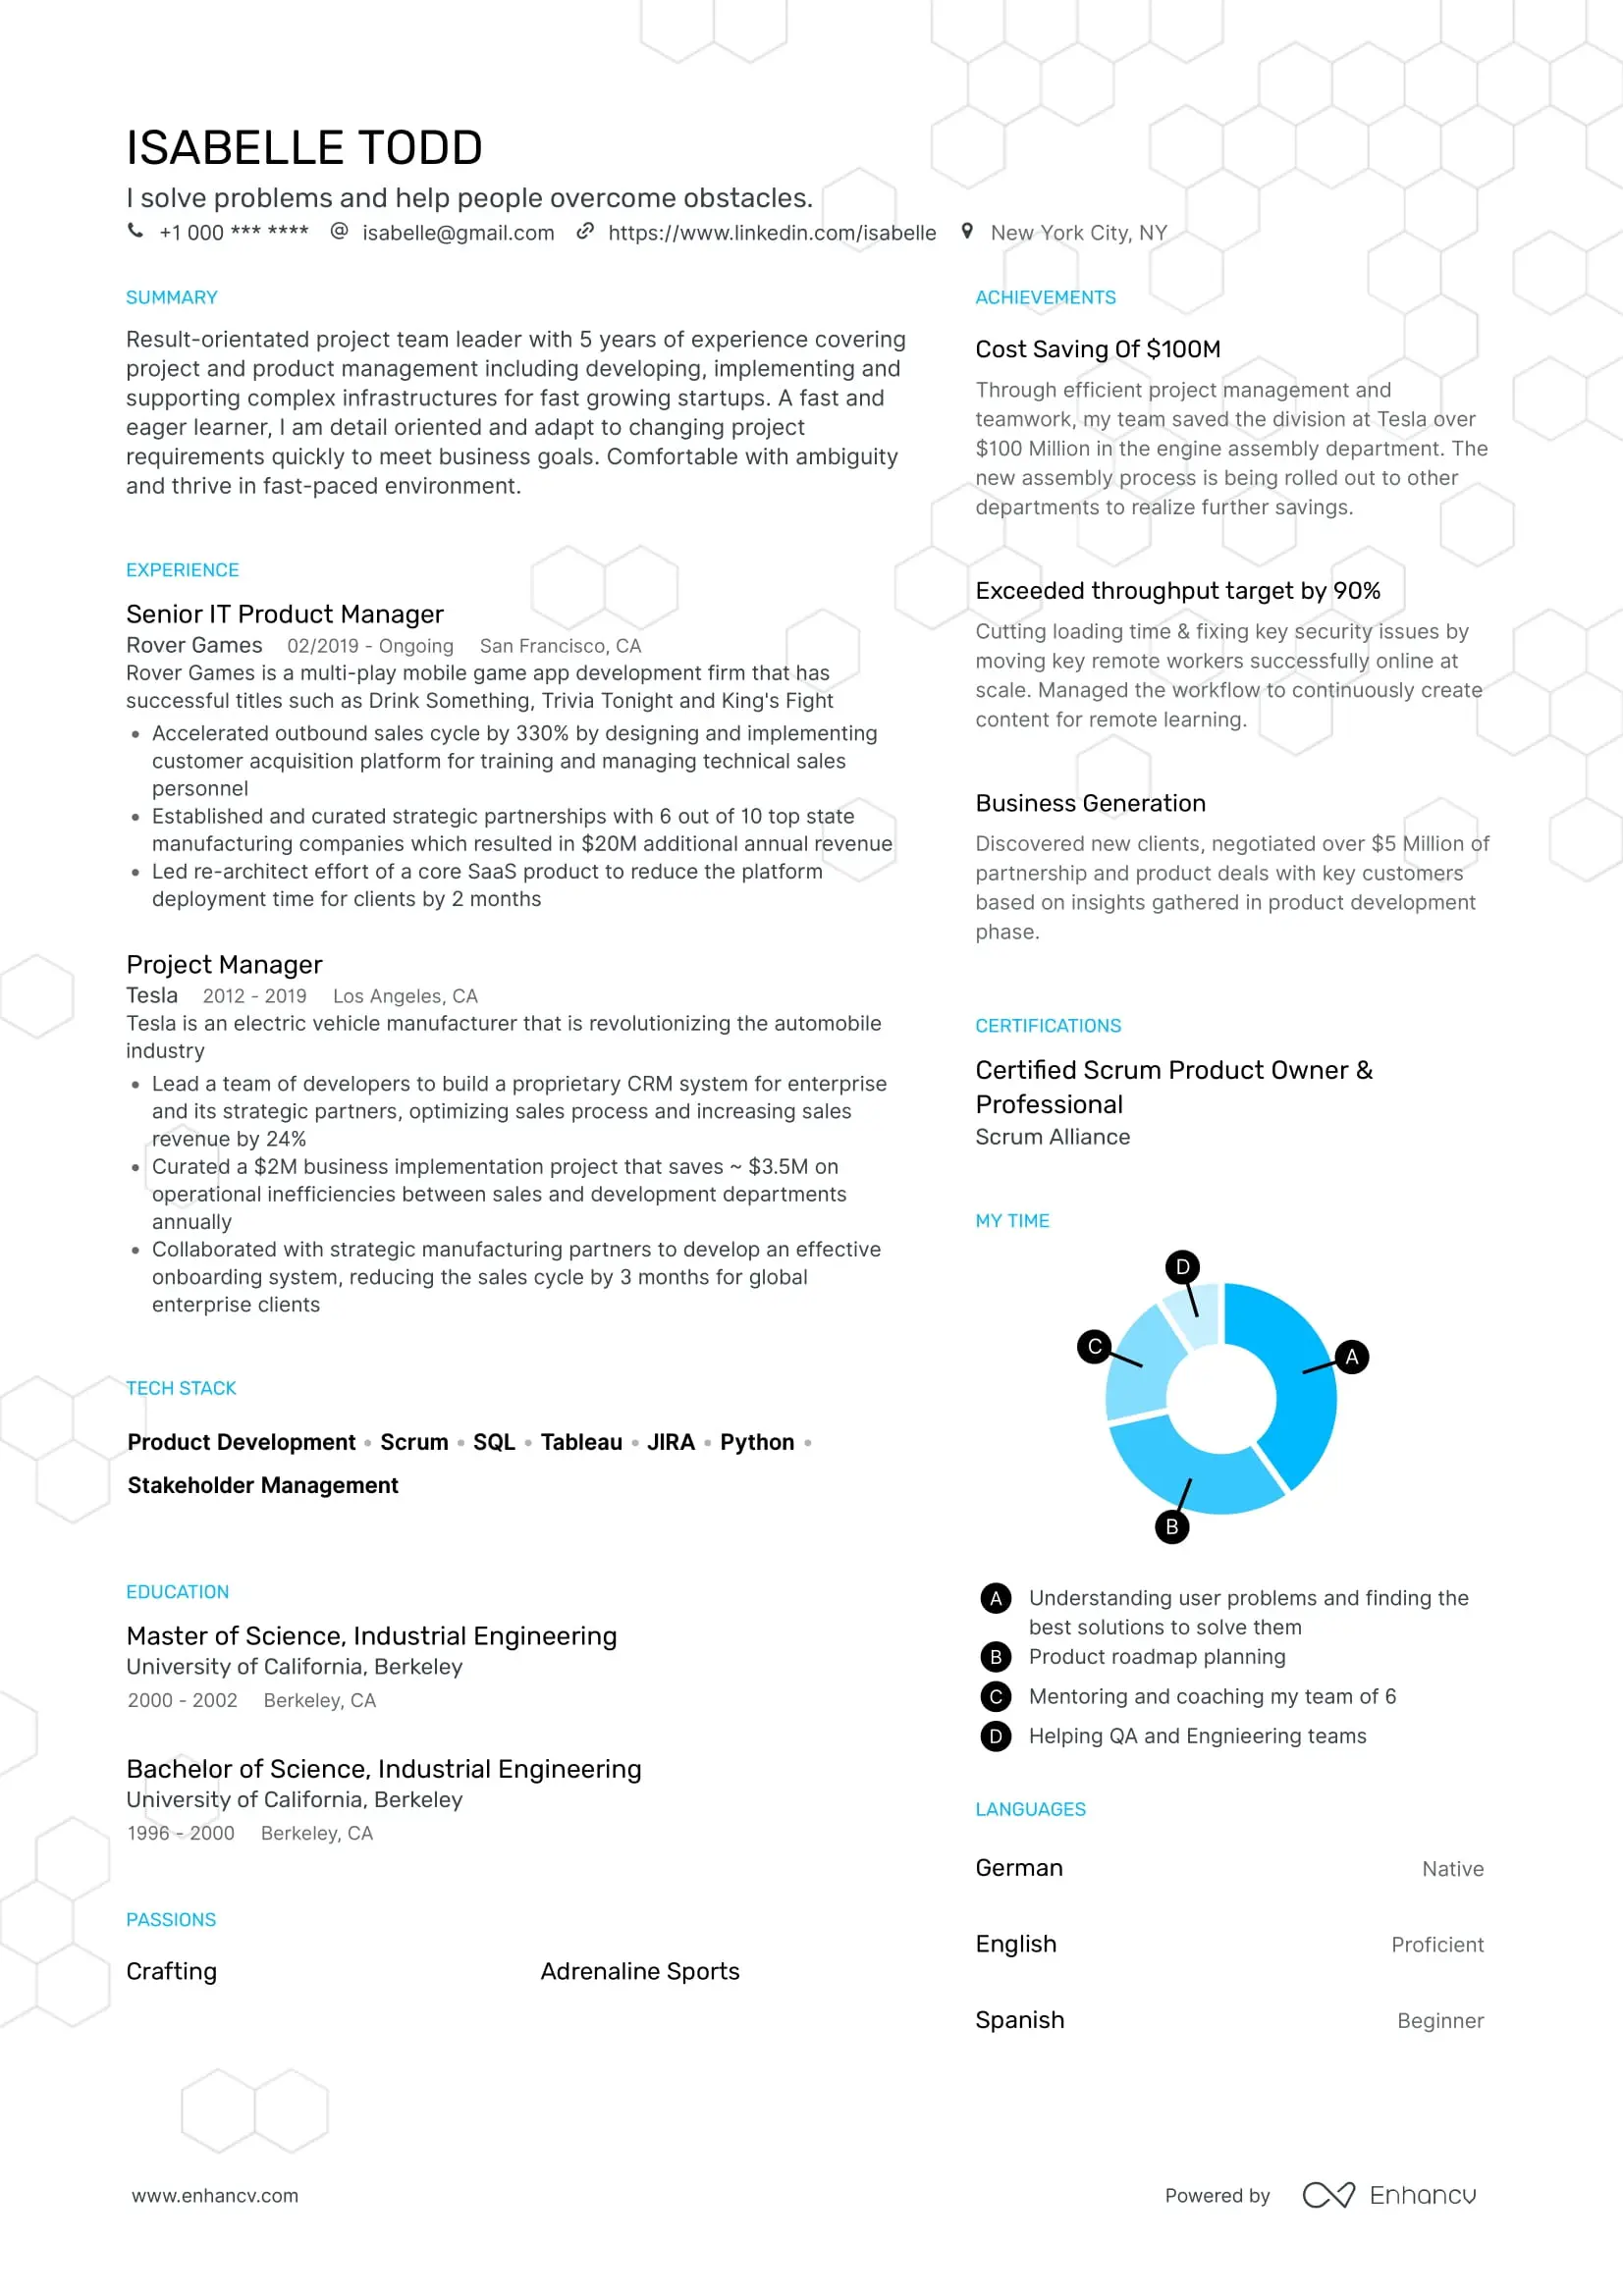 ISABELLE TODD
I solve problems and help people overcome obstacles.
+1 000 *** **** @ isabelle@gmail.com https://www.linkedin.com/isabelle New York City, NY
SUMMARY
Result-orientated project team leader with 5 years of experience covering
project and product management including developing, implementing and
supporting complex infrastructures for fast growing startups. A fast and
eager learner, I am detail oriented and adapt to changing project
requirements quickly to meet business goals. Comfortable with ambiguity
and thrive in fast-paced environment.
EXPERIENCE
Senior IT Product Manager
Rover Games 02/2019 - Ongoing San Francisco, CA
Rover Games is a multi-play mobile game app development firm that has
successful titles such as Drink Something, Trivia Tonight and King's Fight
• Accelerated outbound sales cycle by 330% by designing and implementing
customer acquisition platform for training and managing technical sales
personnel
• Established and curated strategic partnerships with 6 out of 10 top state
manufacturing companies which resulted in $20M additional annual revenue
• Led re-architect effort of a core SaaS product to reduce the platform
deployment time for clients by 2 months
Project Manager
Tesla 2012 - 2019 Los Angeles, CA
Tesla is an electric vehicle manufacturer that is revolutionizing the automobile
industry
• Lead a team of developers to build a proprietary CRM system for enterprise
and its strategic partners, optimizing sales process and increasing sales
revenue by 24%
• Curated a $2M business implementation project that saves ~ $3.5M on
operational inefficiencies between sales and development departments
annually
• Collaborated with strategic manufacturing partners to develop an effective
onboarding system, reducing the sales cycle by 3 months for global
enterprise clients
TECH STACK
Product Development • Scrum • SQL • Tableau • JIRA • Python •
Stakeholder Management
EDUCATION
Master of Science, Industrial Engineering
University of California, Berkeley
2000 - 2002 Berkeley, CA
Bachelor of Science, Industrial Engineering
University of California, Berkeley
1996 - 2000 Berkeley, CA
PASSIONS
Crafting Adrenaline Sports
ACHIEVEMENTS
Cost Saving Of $100M
Through efficient project management and
teamwork, my team saved the division at Tesla over
$100 Million in the engine assembly department. The
new assembly process is being rolled out to other
departments to realize further savings.
Exceeded throughput target by 90%
Cutting loading time & fixing key security issues by
moving key remote workers successfully online at
scale. Managed the workflow to continuously create
content for remote learning.
Business Generation
Discovered new clients, negotiated over $5 Million of
partnership and product deals with key customers
based on insights gathered in product development
phase.
CERTIFICATIONS
Certified Scrum Product Owner &
Professional
Scrum Alliance
MY TIME
D
C
A
B
A Understanding user problems and finding the
best solutions to solve them
B Product roadmap planning
C Mentoring and coaching my team of 6
D Helping QA and Engnieering teams
LANGUAGES
German Native
English Proficient
Spanish Beginner
www.enhancv.com Powered by Enhancv